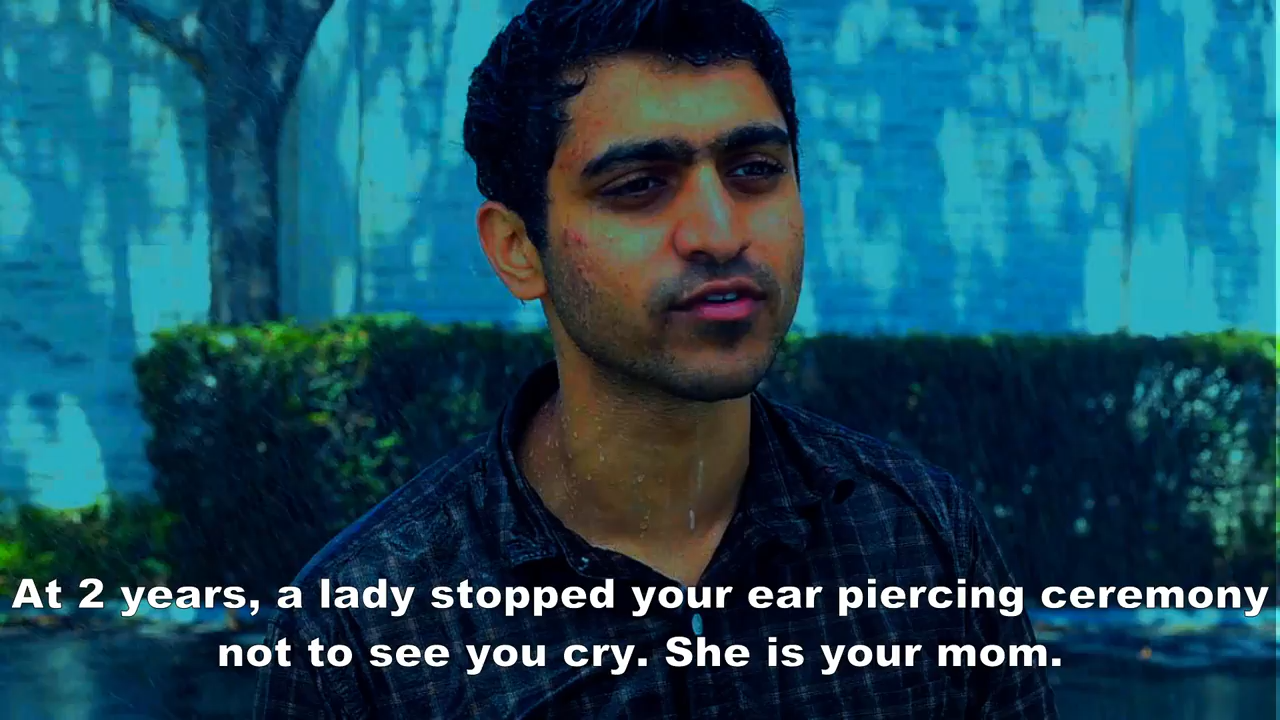 At 2 years, a lady stopped your ear piercing ceremony
not to see you cry. She is your mom.